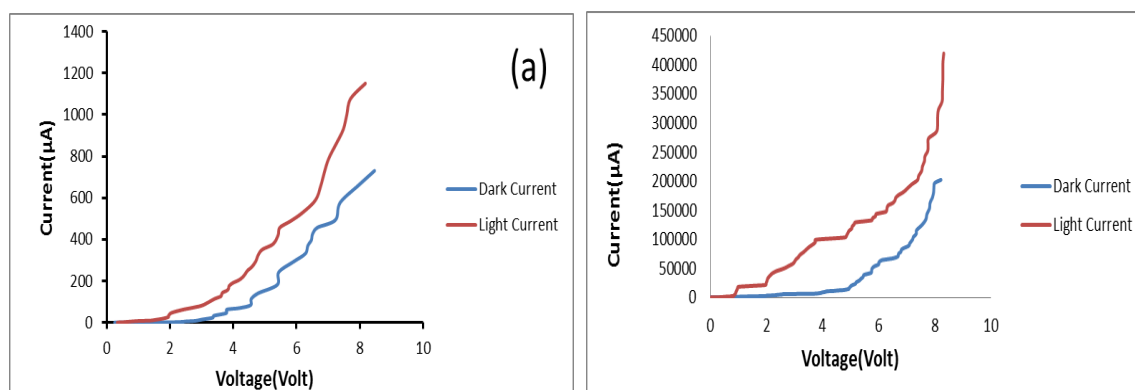 1400
1200
1000
800
600
400
200
0
0 2 4 6 8 10
Current(µA)
Voltage(Volt)
(a)
Dark Current
Light Current
450000
400000
350000
300000
250000
200000
150000
100000
50000
0
0 2 4 6 8 10
Current(µA)
Voltage(Volt)
Dark Current
Light Current